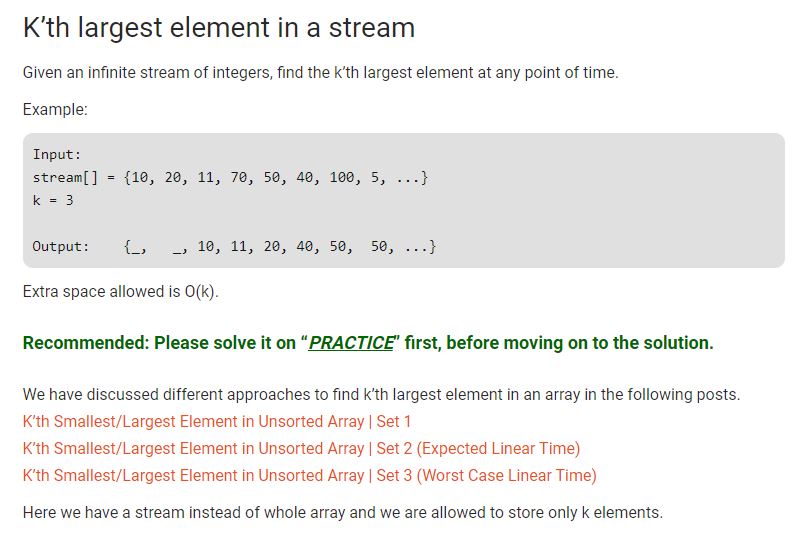 K’th largest element in a stream
Given an infinite stream of integers, find the k’th largest element at any point of time.
Example:
Input:
stream[] = {10, 20, 11, 70, 50, 40, 100, 5, ...}
k = 3
Output:    {_,   _, 10, 11, 20, 40, 50,  50, ...}
Extra space allowed is O(k).
Recommended: Please solve it on “PRACTICE” first, before moving on to the solution.
We have discussed different approaches to find k’th largest element in an array in the following posts.
K’th Smallest/Largest Element in Unsorted Array | Set 1
K’th Smallest/Largest Element in Unsorted Array | Set 2 (Expected Linear Time)
K’th Smallest/Largest Element in Unsorted Array | Set 3 (Worst Case Linear Time)
Here we have a stream instead of whole array and we are allowed to store only k elements.